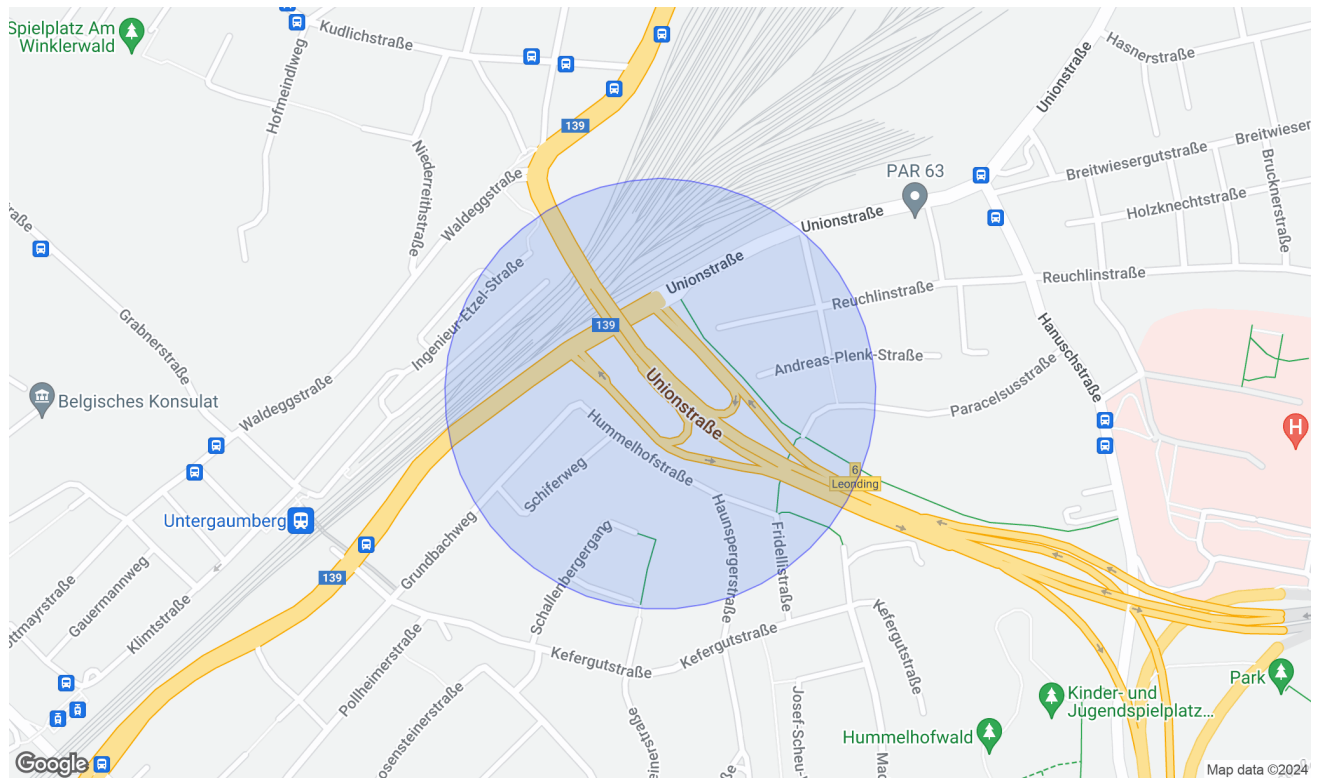 Spielplatz Am
Winklerwald
Kudlichstraße
Hofmeindlweg
Niederreithstraße
Waldeggstraße
139
Unionstraße
Hasnerstraße
Breitwiesergutstraße
Breitwieser
Brucknerstraße
Holzknechtstraße
PAR 63
Unionstraße
Unionstraße
Reuchlinstraße
Reuchlinstraße
Hanuschstraße
Ingenieur-Etzel-Straße
Grabnerstraße
139
Andreas-Plenk-Straße
Paracelsusstraße
Unionstraße
Belgisches Konsulat
Waldeggstraße
Hummelhofstraße
H
6
Leonding
Schiferweg
Untergaumberg
Grundbachweg
Haunspergerstraße
Fridellistraße
Schallenbergergang
139
Gauermannweg
Klimtstraße
Kefergutstraße
Kefergutstraße
Kefergutstraße
Pollheimerstraße
Park
Kinder- und
Jugendspielplatz...
Hummelhofwald
Google
Map data ©2024